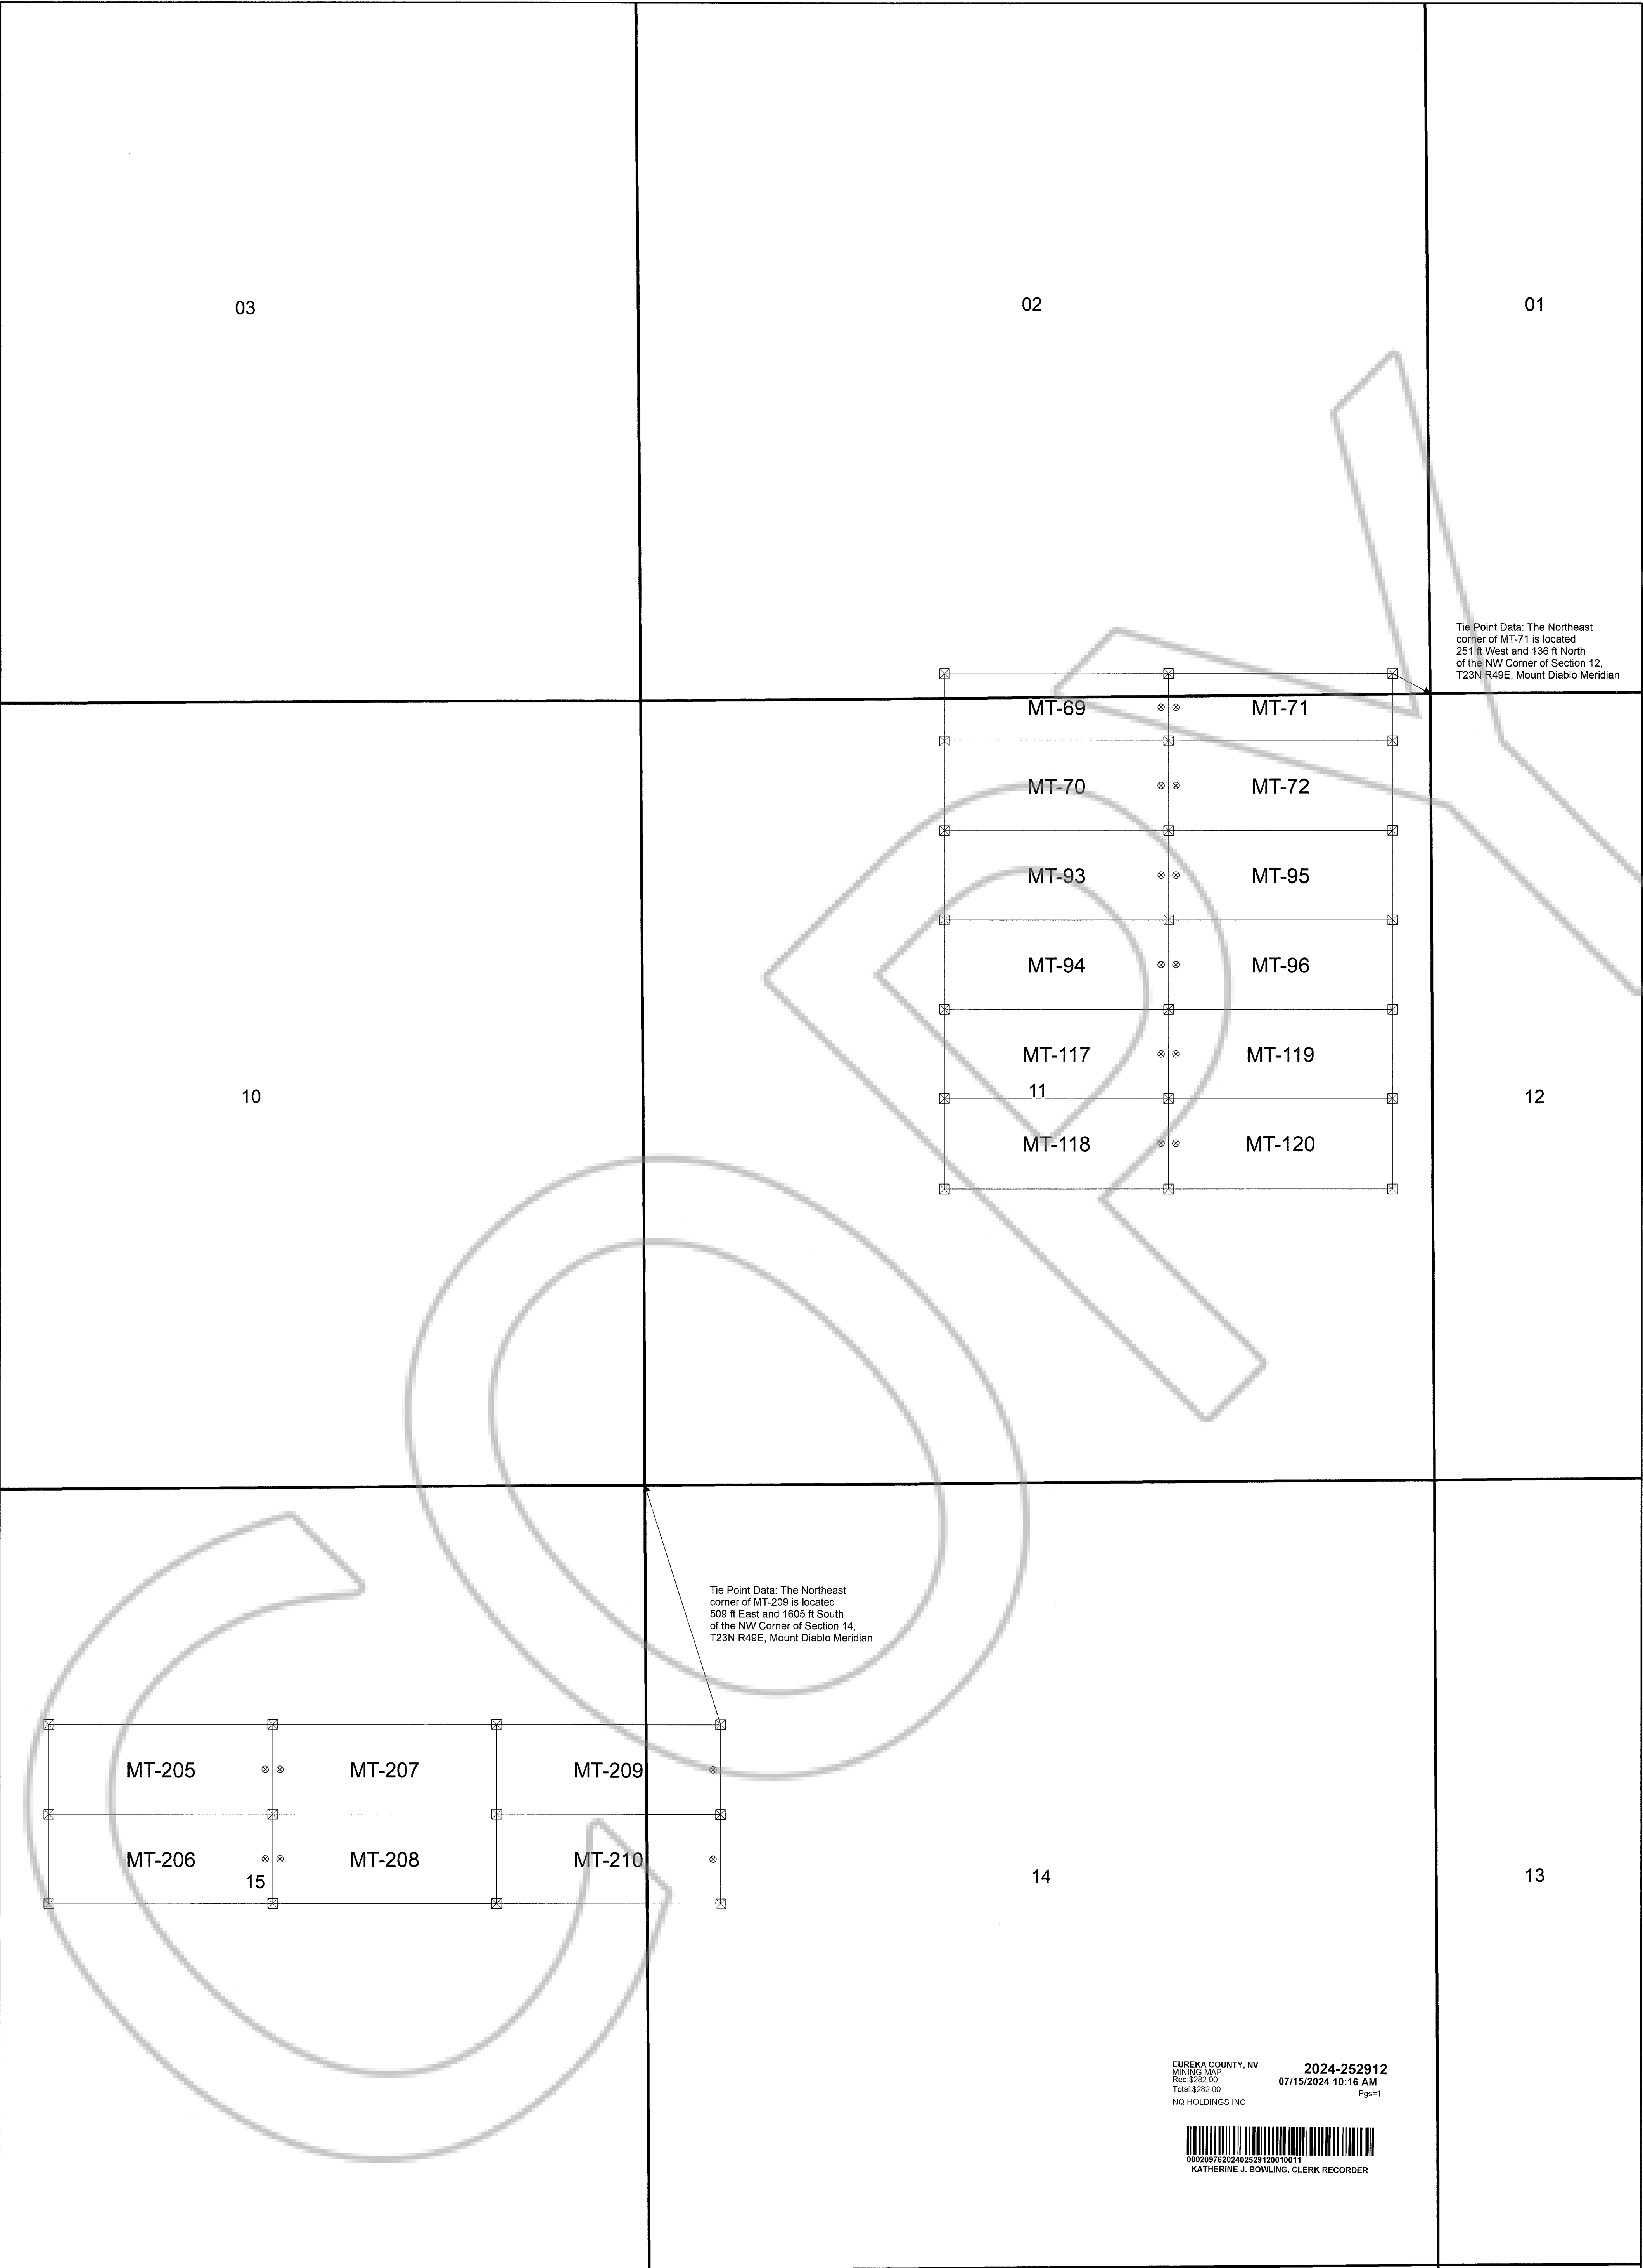 03
02
01
Tie Point Data: The Northeast
corner of MT-71 is located
251 ft West and 136 ft North
of the NW Corner of Section 12,
T23N R49E, Mount Diablo Meridian
MT-69
MT-71
MT-70
MT-72
MT-93
MT-95
MT-94
MT-96
MT-117
MT-119
10
11
12
MT-118
MT-120
Tie Point Data: The Northeast
corner of MT-209 is located
509 ft East and 1605 ft South
of the NW Corner of Section 14,
T23N R49E, Mount Diablo Meridian
MT-205
MT-207
MT-209
MT-206
MT-208
MT-210
15
14
13
EUREKA COUNTY, NV
2024-252912
MINING-MAP
Rec:$282.00
07/15/2024 10:16 AM
Total:$282.00
Pgs=1
NQ HOLDINGS INC
00020976202402529120010011
KATHERINE J. BOWLING, CLERK RECORDER
COPY